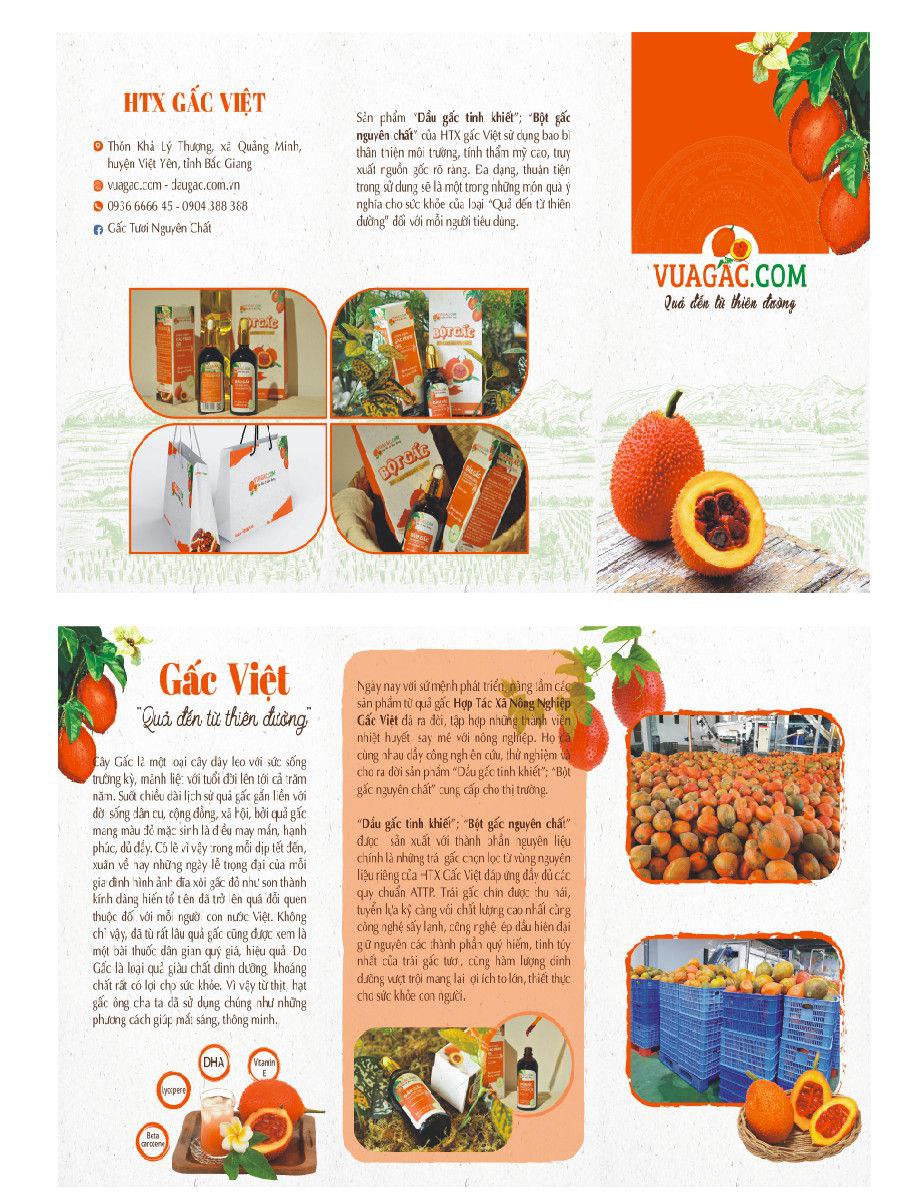 HTX GẤC VIỆT
Thôn Khả Lý Thượng, xã Quảng Minh,
huyện Việt Yên, tỉnh Bắc Giang
vuagac.com - daugac.com.vn
0936 6666 45 - 0904 388 368
Gấc Tươi Nguyên Chất
Sản phẩm "Dầu gấc tinh khiết"; "Bột gấc
nguyên chất" của HTX gấc Việt sử dụng bao bì
thân thiện môi trường, tính thẩm mỹ cao, truy
xuất nguồn gốc rõ ràng. Đa dạng, thuận tiện
trong sử dụng sẽ là một trong những món quà ý
nghĩa cho sức khỏe của loại "Quả đến từ thiên
đường" đối với mỗi người tiêu dùng.
VUAGAC.COM
Quả đến từ thiên đường
BỘT GẤC
DẦU GẤC
BỘT GẤC
VUAGAC.COM
VUAGAC.COM
BỘT GẤC
DẦU GẤC
Gấc Việt
"Quả đến từ thiên đường"
Cây Gấc là một loại cây dây leo với sức sống
trường kỳ, mãnh liệt với tuổi đời lên tới cả trăm
năm. Suốt chiều dài lịch sử quả gấc gắn liền với
đời sống dân cư, cộng đồng, xã hội, bởi quả gấc
mang màu đỏ mặc sinh là điều may mắn, hạnh
phúc, đủ đầy. Có lẽ vì vậy trong mỗi dịp tết đến,
xuân về hay những ngày lễ trọng đại của mỗi
gia đình hình ảnh đĩa xôi gấc đỏ như son thành
kính dâng hiến tổ tiên đã trở lên quá đỗi quen
thuộc đối với mỗi người con nước Việt. Không
chỉ vậy, đã từ rất lâu quả gấc cũng được xem là
một bài thuốc dân gian quý giá, hiệu quả. Do
Gấc là loại quả giàu chất dinh dưỡng, khoáng
chất rất có lợi cho sức khỏe. Vì vậy từ thịt, hạt
gấc ông cha ta đã sử dụng chúng như những
phương cách giúp mắt sáng, thông minh.
DHA
Vitamin
E
Lycopene
Beta
carotene
Ngày nay với sứ mệnh phát triển, nâng tầm các
sản phẩm từ quả gấc Hợp Tác Xã Nông Nghiệp
Gấc Việt đã ra đời, tập hợp những thành viên
nhiệt huyết say mê với nông nghiệp. Họ đã
cùng nhau dầy công nghiên cứu, thử nghiệm và
cho ra đời sản phẩm "Dầu gấc tinh khiết"; "Bột
gấc nguyên chất" cung cấp cho thị trường.
"Dầu gấc tinh khiết"; "Bột gấc nguyên chất"
được sản xuất với thành phần nguyên liệu
chính là những trái gấc chọn lọc từ vùng nguyên
liệu riêng của HTX Gấc Việt đáp ứng đầy đủ các
quy chuẩn ATTP. Trái gấc chín được thu hái,
tuyển lựa kỹ càng với chất lượng cao nhất cùng
công nghệ sấy lạnh, công nghệ ép dầu hiện đại
giữ nguyên các thành phần quý hiếm, tinh túy
nhất của trái gấc tươi, cùng hàm lượng dinh
dưỡng vượt trội mang lại lợi ích to lớn, thiết thực
cho sức khỏe con người.